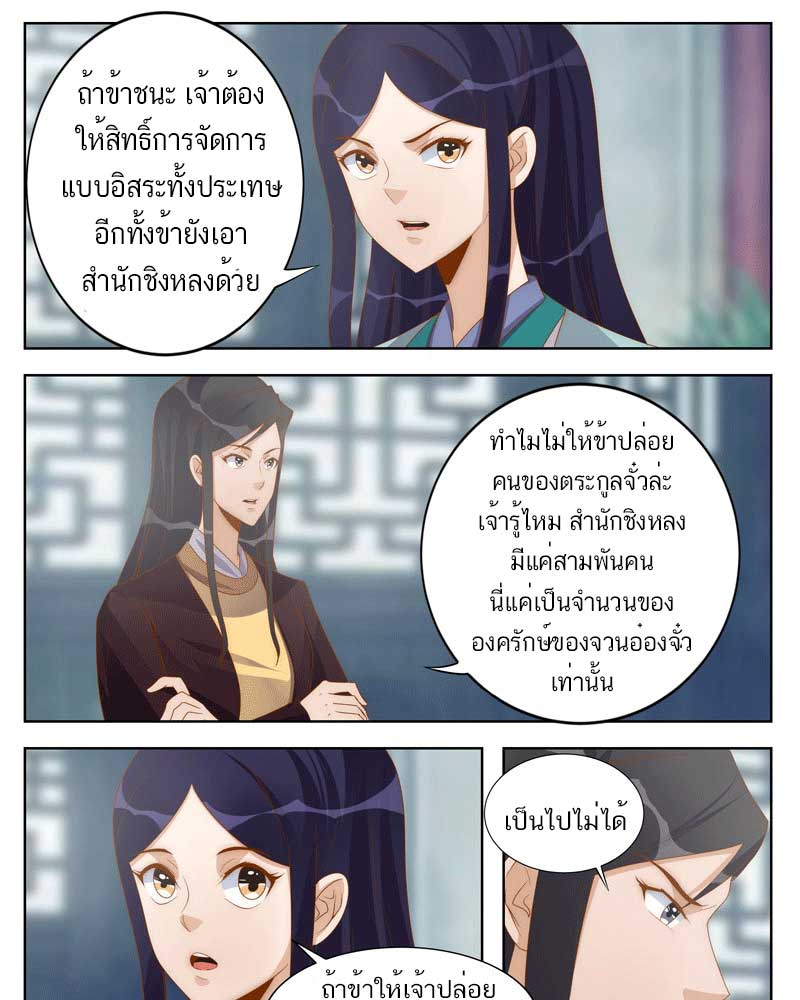 ถ้าข้าชนะ เจ้าต้อง
ให้สิทธิ์การจัดการ
แบบอิสระทั้งประเทษ
อีกทั้งข้ายังเอา
สำนักชิงหลงด้วย
ทำไมไม่ให้ข้าปล่อย
คนของตระกูลจั๋วล่ะ
เจ้ารู้ไหม สำนักชิงหลง
มีแค่สามพันคน
นี่แค่เป็นจำนวนของ
องครักษ์ของจวนอ๋องจั๋ว
เท่านั้น
เป็นไปไม่ได้
ถ้าข้าให้เจ้าปล่อย